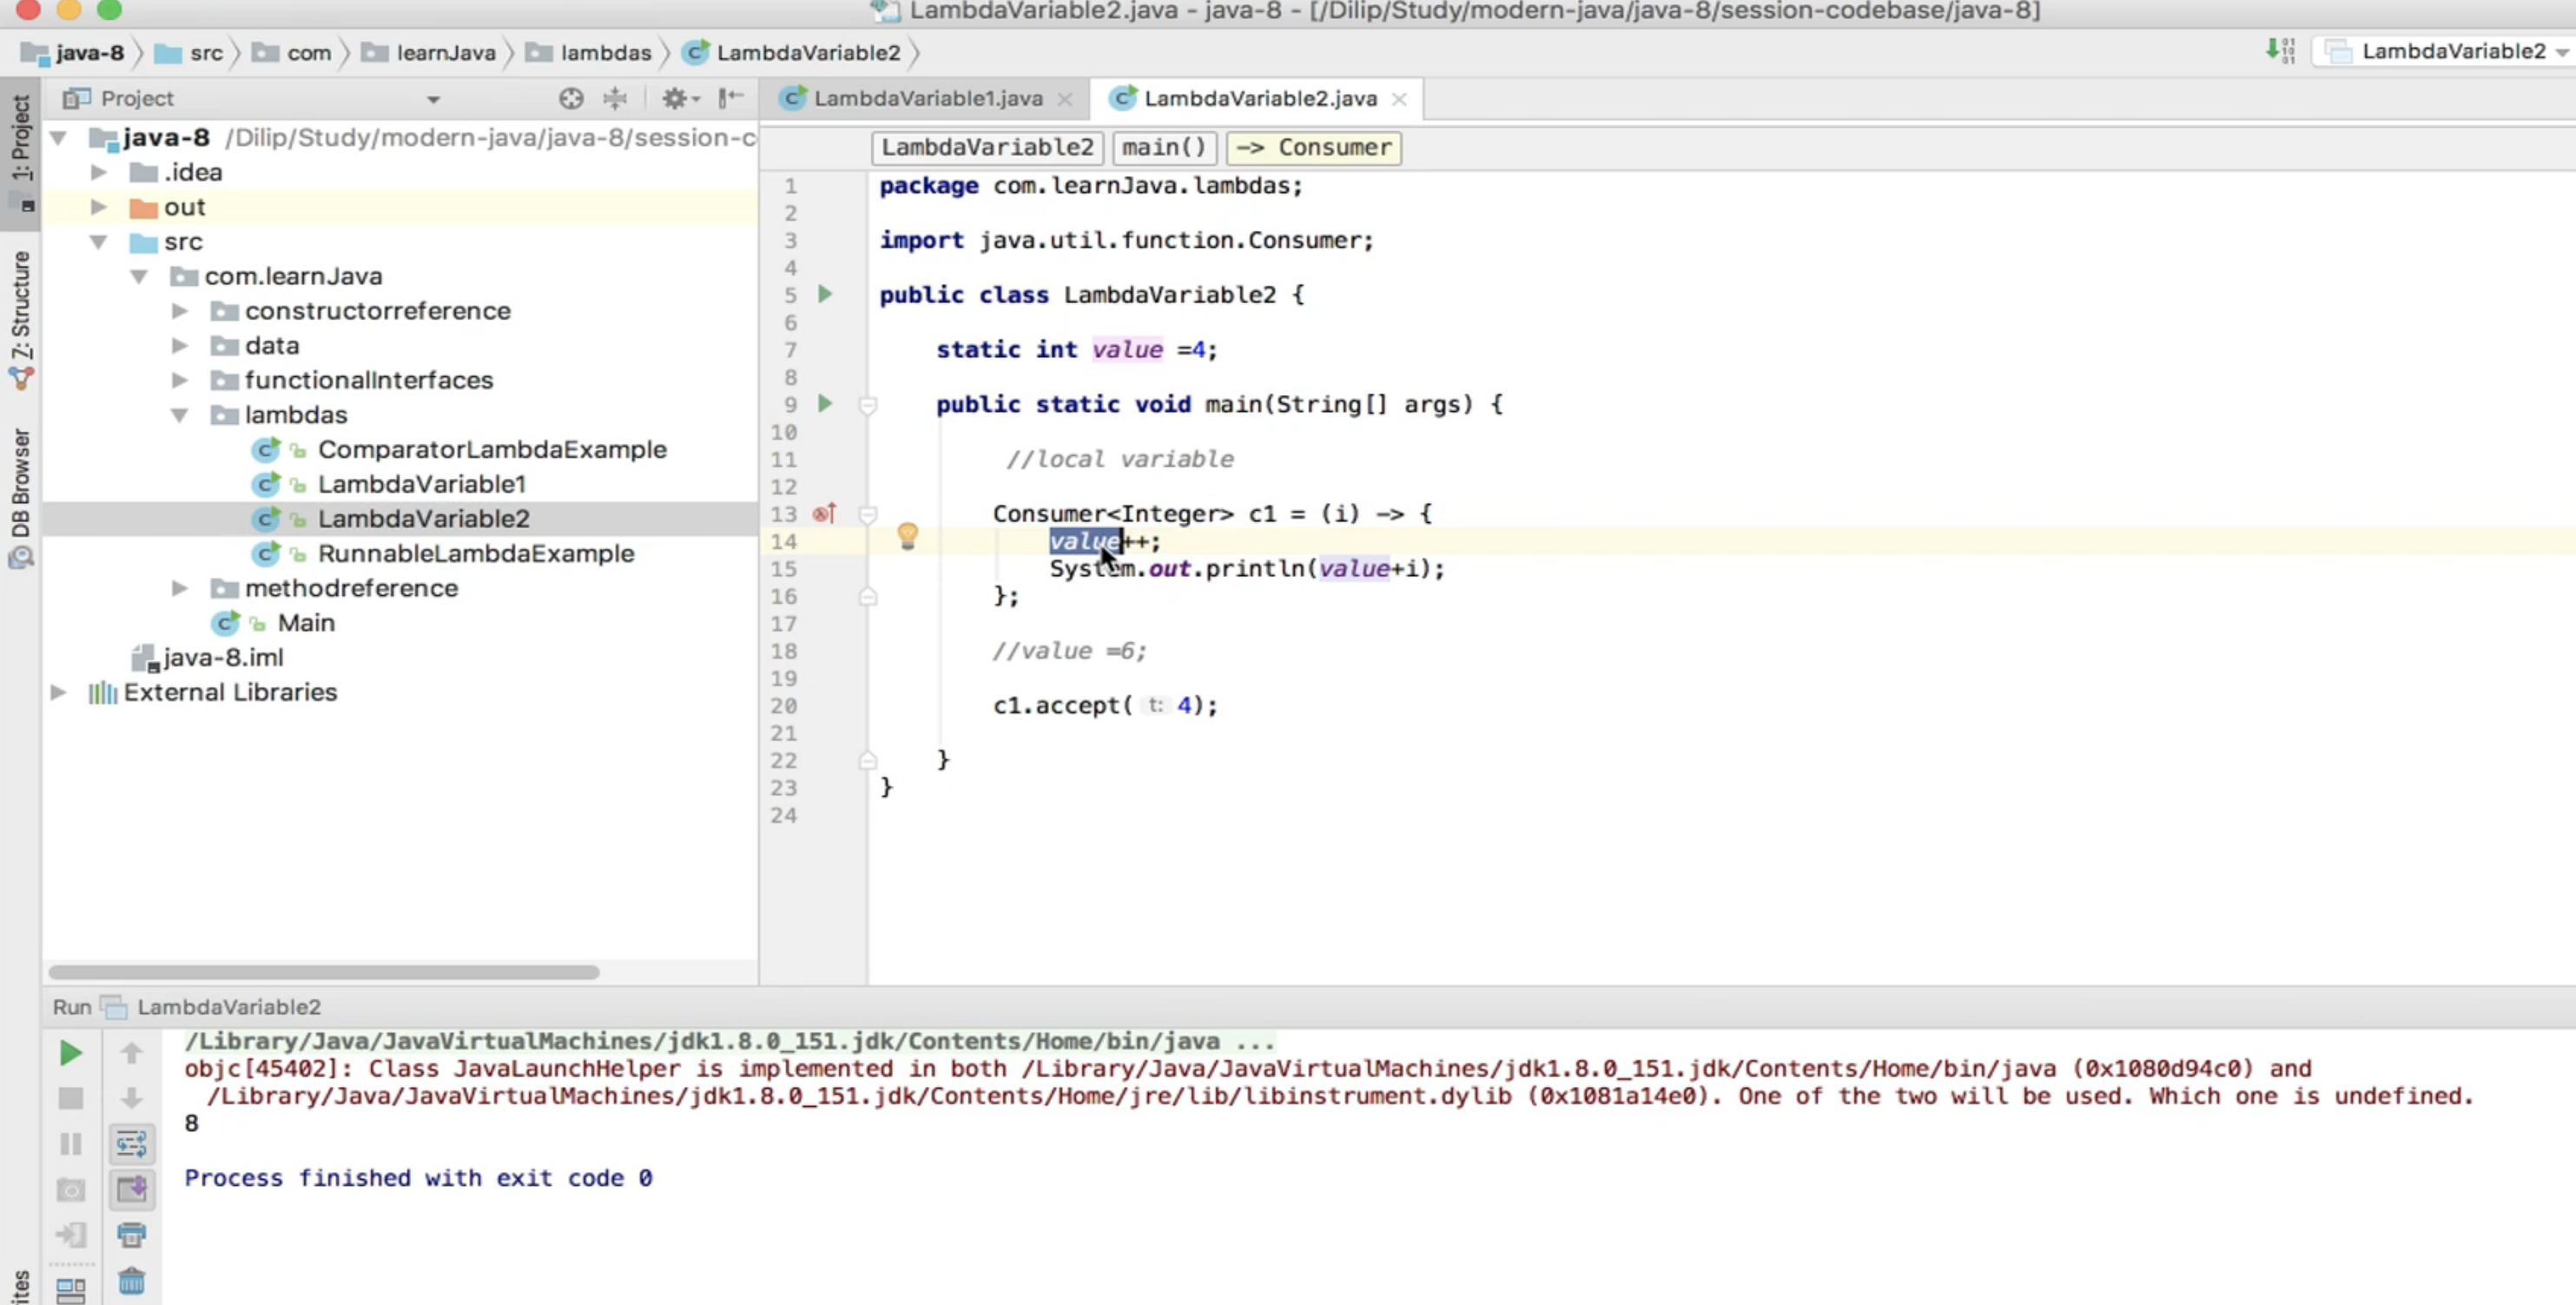 LambdaVariable2.java - java-8 - [/Dilip/Study/modern-java/java-8/session-codebase/java-8]
java-8 src com learnJava lambdas LambdaVariable2
LambdaVariable2
1: Project
Z: Structure
DB Browser
Project
java-8 /Dilip/Study/modern-java/java-8/session-c
.idea
out
src
com.learnJava
constructorreference
data
functionalInterfaces
lambdas
ComparatorLambdaExample
LambdaVariable1
LambdaVariable2
RunnableLambdaExample
methodreference
Main
java-8.iml
External Libraries
LambdaVariable1.java LambdaVariable2.java
LambdaVariable2 main() -> Consumer
1 package com.learnJava.lambdas;
2
3 import java.util.function.Consumer;
4
5 public class LambdaVariable2 {
6
7 static int value =4;
8
9 public static void main(String[] args) {
10
11 //local variable
12
13 Consumer<Integer> c1 = (i) -> {
14 value++;
15 System.out.println(value+i);
16 };
17
18 //value =6;
19
20 c1.accept( t: 4);
21
22 }
23 }
24
Run LambdaVariable2
/Library/Java/JavaVirtualMachines/jdk1.8.0_151.jdk/Contents/Home/bin/java ...
objc[45402]: Class JavaLaunchHelper is implemented in both /Library/Java/JavaVirtualMachines/jdk1.8.0_151.jdk/Contents/Home/bin/java (0x1080d94c0) and
/Library/Java/JavaVirtualMachines/jdk1.8.0_151.jdk/Contents/Home/jre/lib/libinstrument.dylib (0x1081a14e0). One of the two will be used. Which one is undefined.
8
Process finished with exit code 0